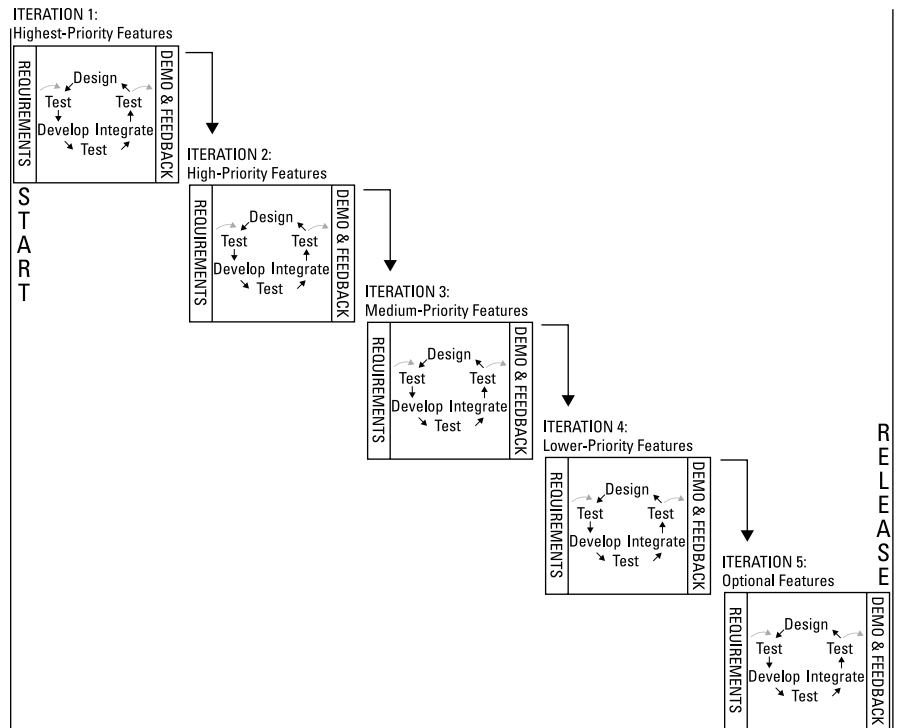 ITERATION 1:
Highest-Priority Features
REQUIREMENTS
Design
Test Test
Develop Integrate
Test
DEMO & FEEDBACK
START
ITERATION 2:
High-Priority Features
REQUIREMENTS
Design
Test Test
Develop Integrate
Test
DEMO & FEEDBACK
ITERATION 3:
Medium-Priority Features
REQUIREMENTS
Design
Test Test
Develop Integrate
Test
DEMO & FEEDBACK
ITERATION 4:
Lower-Priority Features
REQUIREMENTS
Design
Test Test
Develop Integrate
Test
DEMO & FEEDBACK
RELEASE
ITERATION 5:
Optional Features
REQUIREMENTS
Design
Test Test
Develop Integrate
Test
DEMO & FEEDBACK